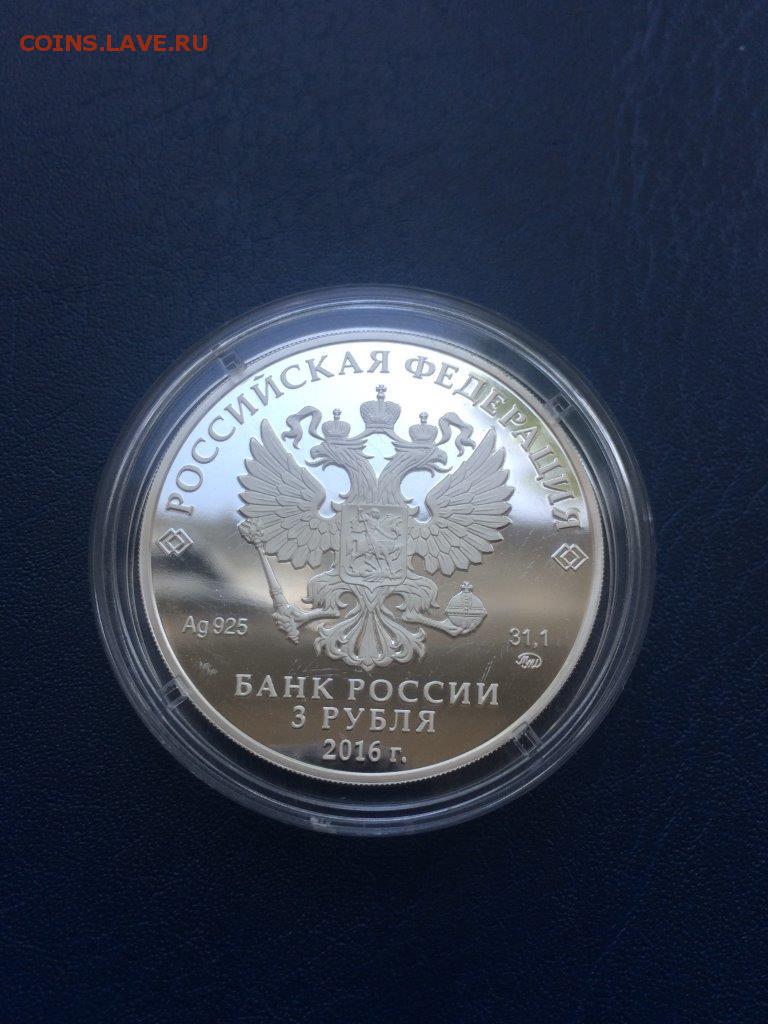 COINS.LAVE.RU
РОССИЙСКАЯ ФЕДЕРАЦИЯ
Ag 925
31,1
БАНК РОССИИ
3 РУБЛЯ
2016 г.